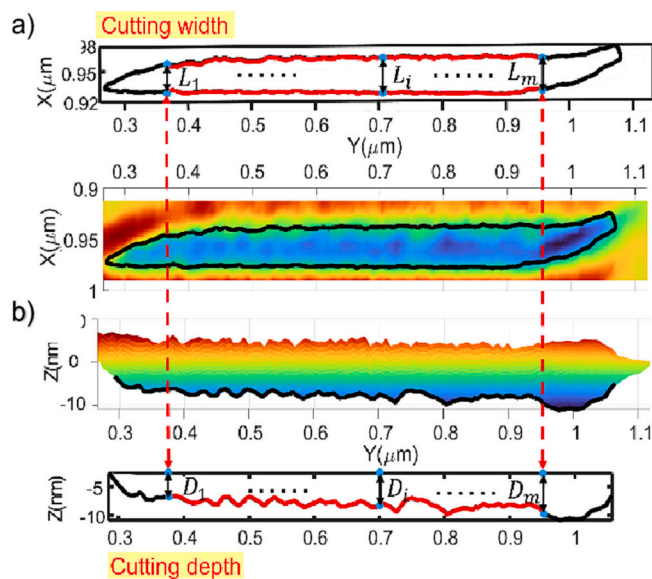 Cutting width
a)
X(μm
98
0.95
0.92
L1 ...... Li ...... Lm
0.3 0.4 0.5 0.6 0.7 0.8 0.9 1 1.1
Y(μm)
0.3 0.4 0.5 0.6 0.7 0.8 0.9 1 1.1
X(μm)
0.9
0.95
1
b)
Z(nm
0
-10
0.3 0.4 0.5 0.6 0.7 0.8 0.9 1 1.1
Y(μm)
Z(nm)
-5
-10
D1 ...... Di ...... Dm
0.3 0.4 0.5 0.6 0.7 0.8 0.9 1
Cutting depth